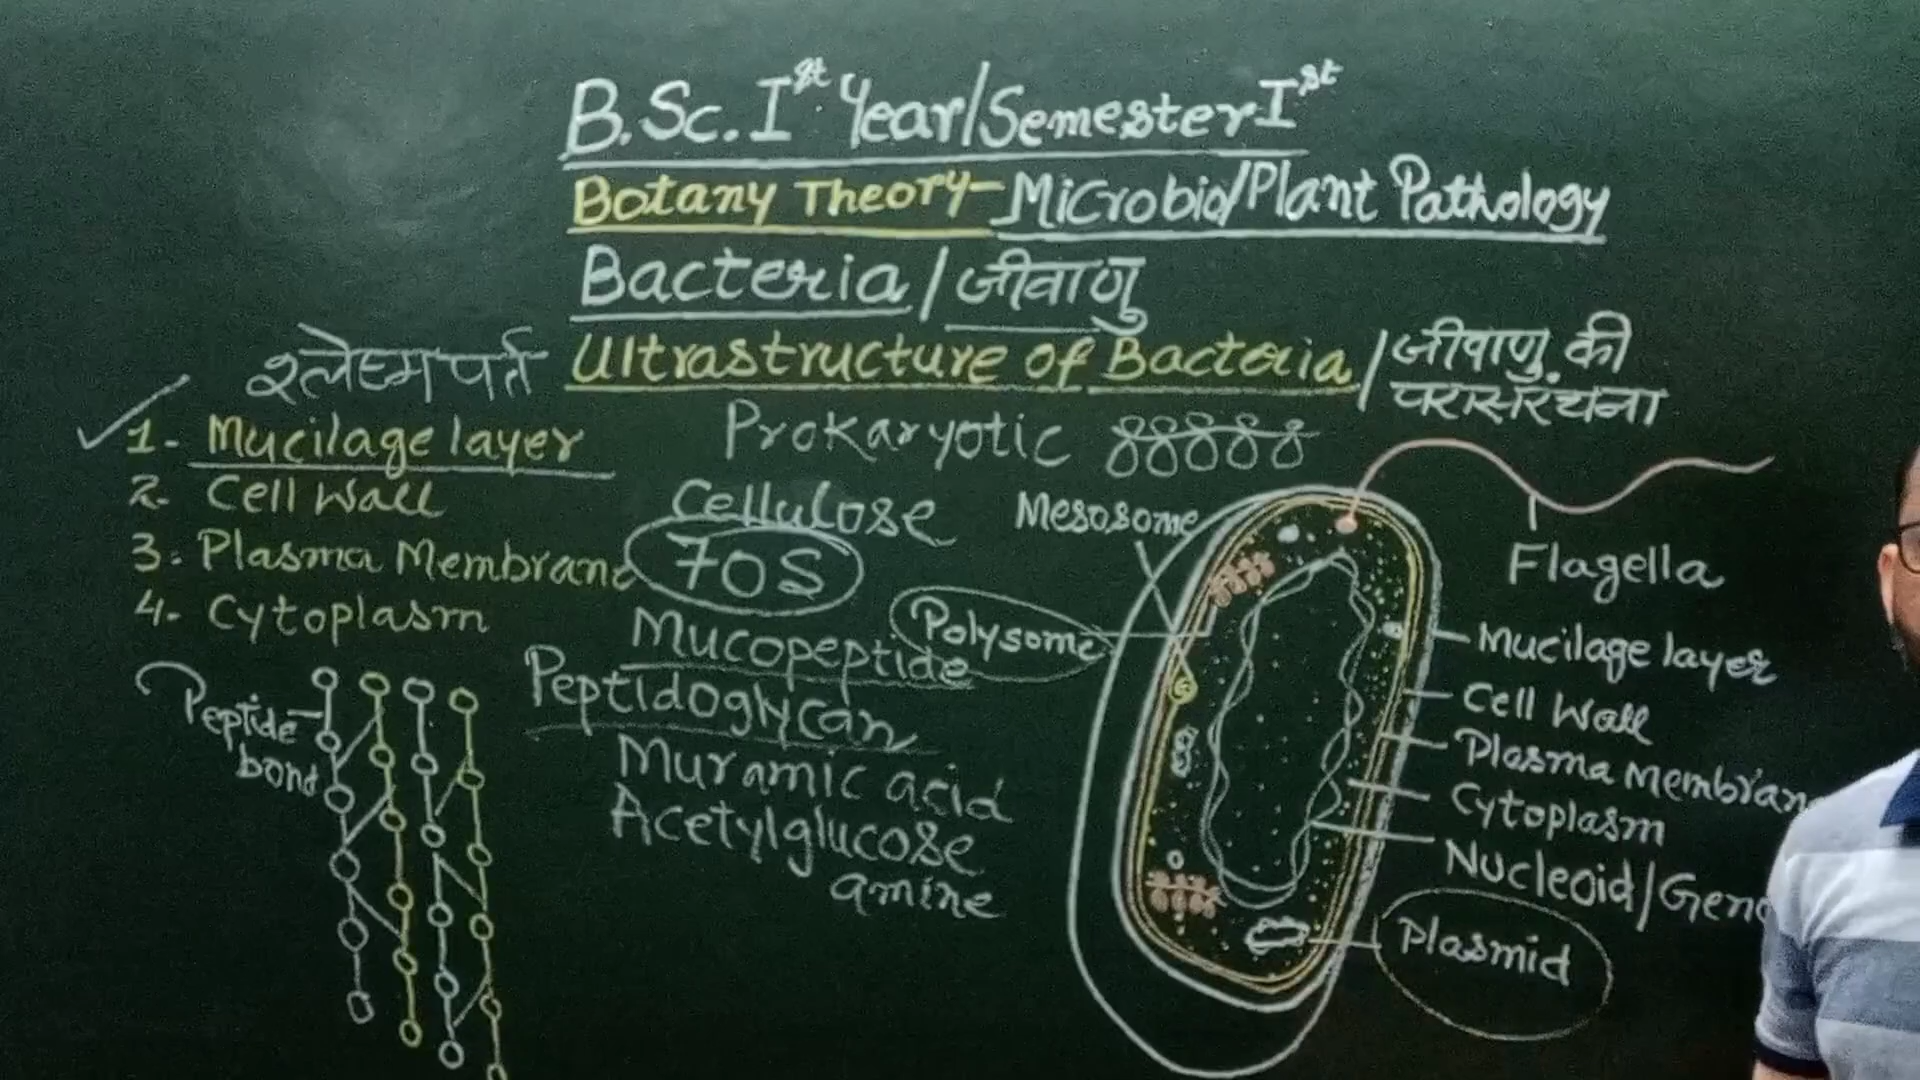 B.Sc. Ist Year/Semester Ist
Botany Theory-Microbio/Plant Pathology
Bacteria / जीवाणु
Ultrastructure of Bacteria / जीवाणु की
परासंरचना
श्लेष्म पर्त
1- Mucilage layer
2- Cell Wall
3- Plasma Membrane
4- Cytoplasm
Prokaryotic
Cellulose
70S
Mucopeptide
Peptidoglycan
Muramic acid
Acetylglucose
amine
Peptide
bond
Mesosome
Polysome
Flagella
Mucilage layer
Cell Wall
Plasma Membran
Cytoplasm
Nucleoid/Geno
Plasmid